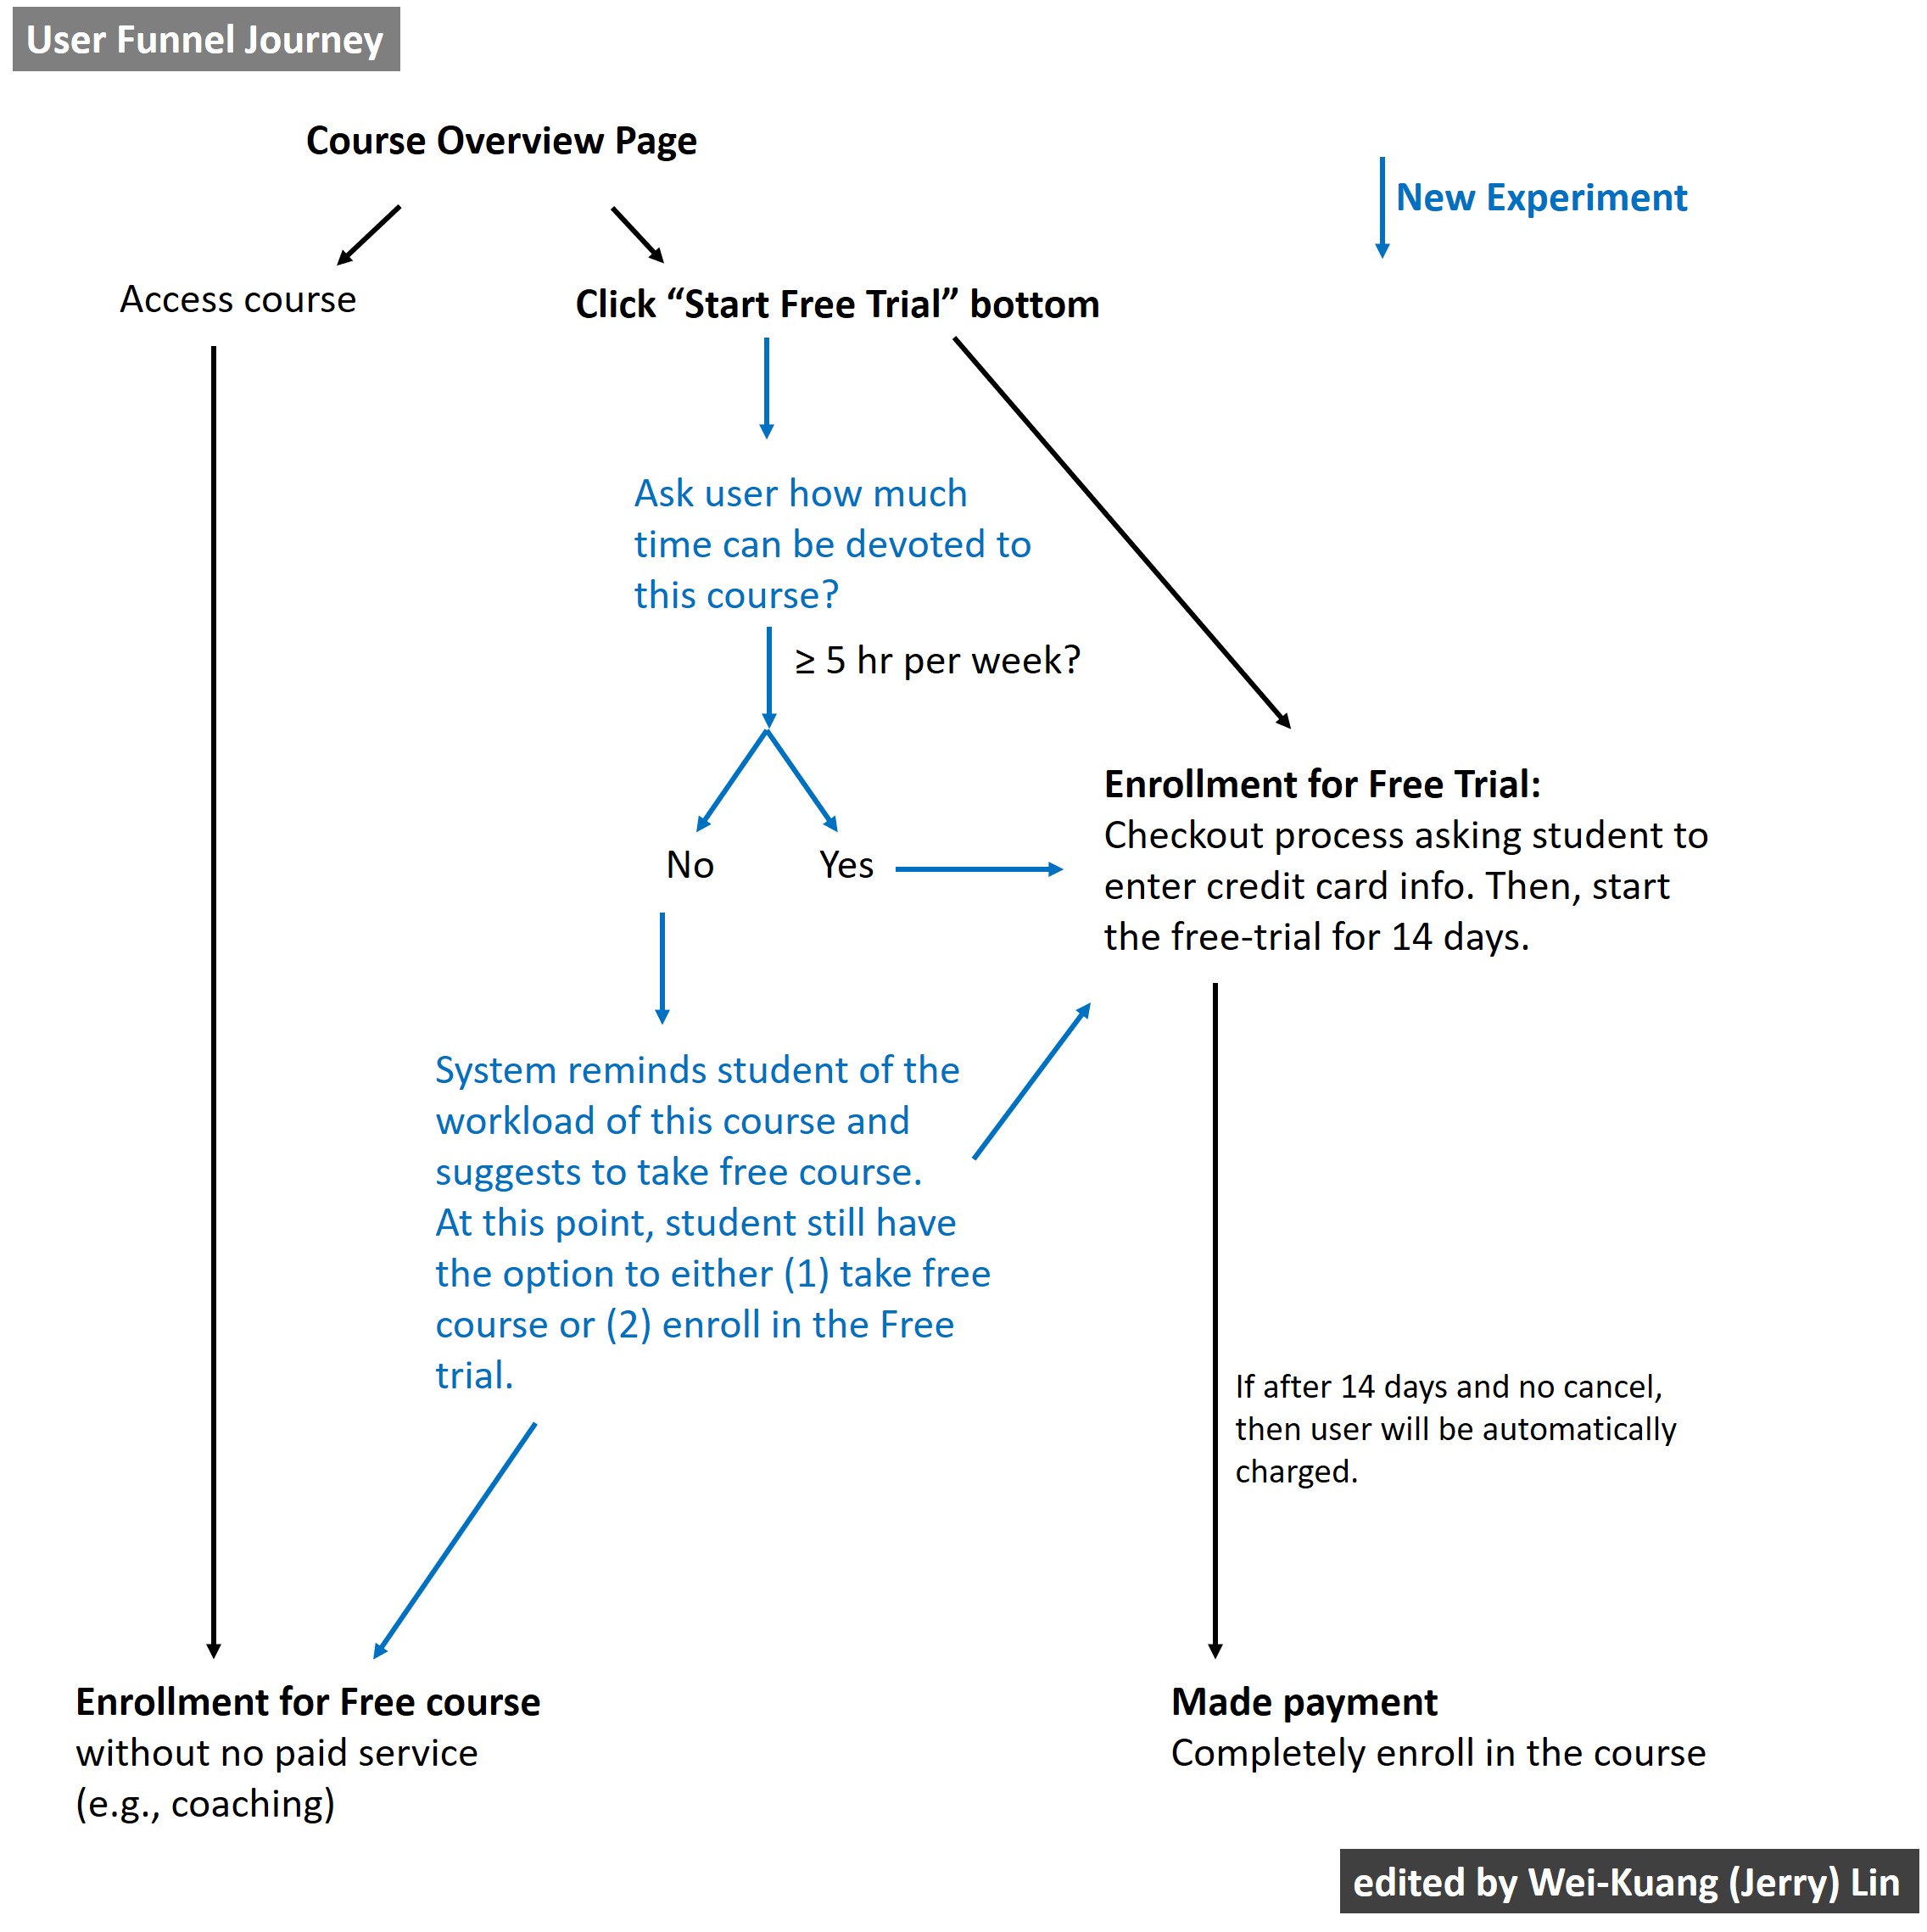 User Funnel Journey
Course Overview Page
New Experiment
Access course
Click “Start Free Trial” bottom
Ask user how much
time can be devoted to
this course?
≥ 5 hr per week?
No
Yes
Enrollment for Free Trial:
Checkout process asking student to
enter credit card info. Then, start
the free-trial for 14 days.
System reminds student of the
workload of this course and
suggests to take free course.
At this point, student still have
the option to either (1) take free
course or (2) enroll in the Free
trial.
If after 14 days and no cancel,
then user will be automatically
charged.
Enrollment for Free course
without no paid service
(e.g., coaching)
Made payment
Completely enroll in the course
edited by Wei-Kuang (Jerry) Lin